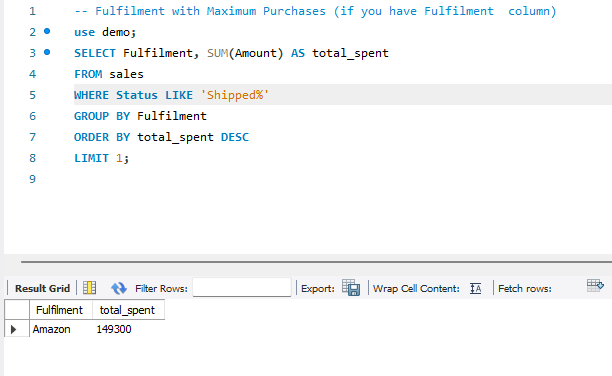 1 -- Fulfilment with Maximum Purchases (if you have Fulfilment  column)
2 use demo;
3 SELECT Fulfilment, SUM(Amount) AS total_spent
4 FROM sales
5 WHERE Status LIKE 'Shipped%'
6 GROUP BY Fulfilment
7 ORDER BY total_spent DESC
8 LIMIT 1;
9
Result Grid Filter Rows: Export: Wrap Cell Content: Fetch rows:
Fulfilment total_spent
Amazon 149300